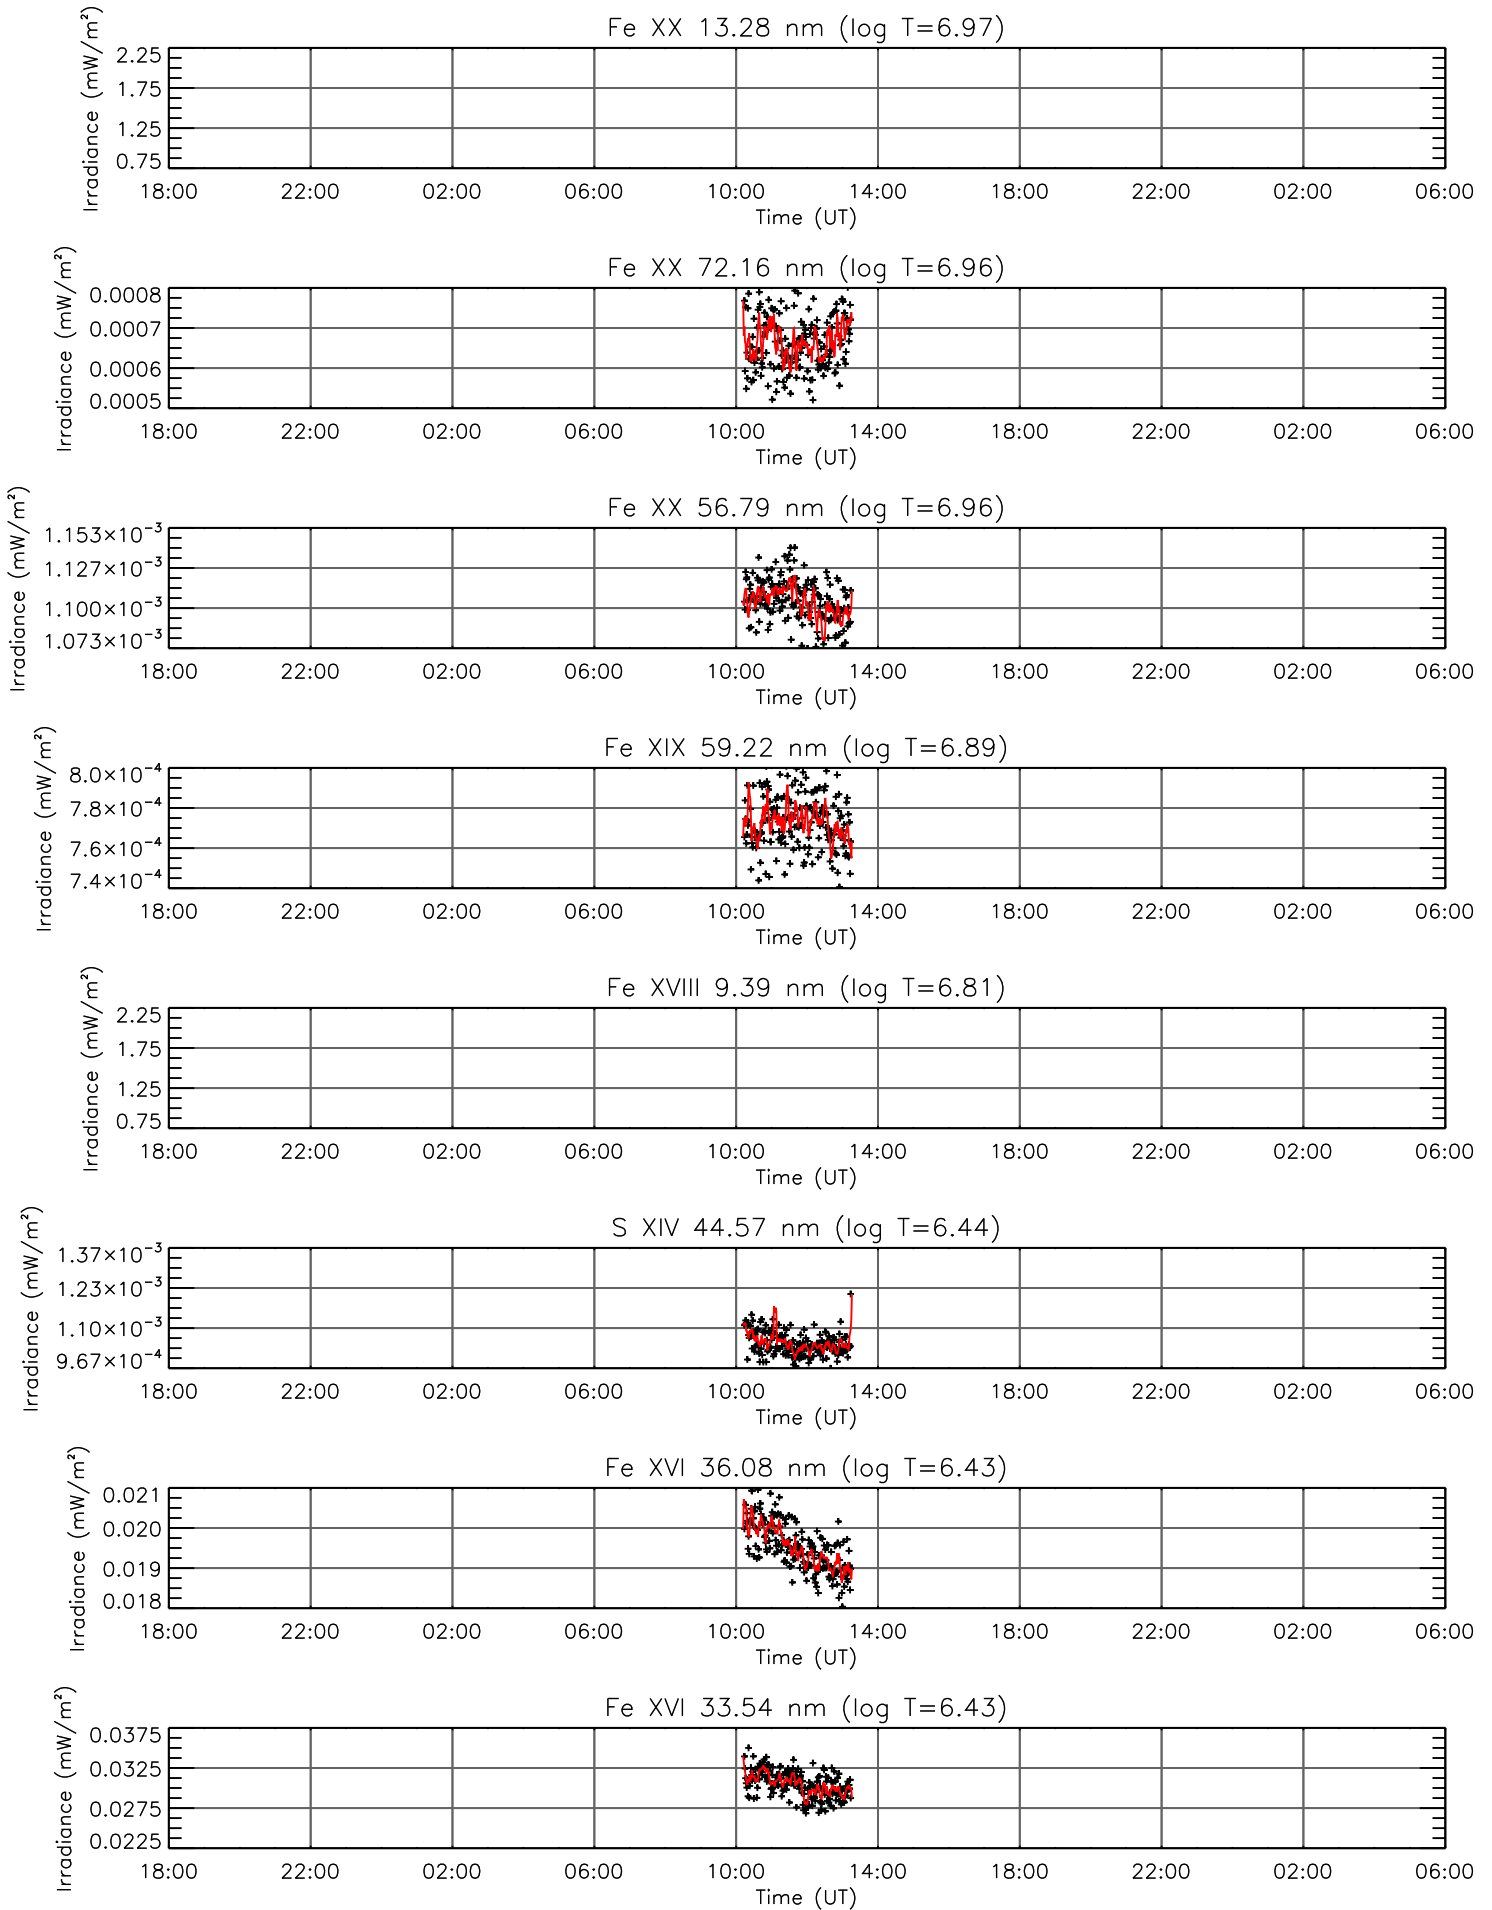 Fe XX 13.28 nm (log T=6.97)
Irradiance (mW/m²)
2.25
1.75
1.25
0.75
18:00 22:00 02:00 06:00 10:00 14:00 18:00 22:00 02:00 06:00
Time (UT)
Fe XX 72.16 nm (log T=6.96)
Irradiance (mW/m²)
0.0008
0.0007
0.0006
0.0005
18:00 22:00 02:00 06:00 10:00 14:00 18:00 22:00 02:00 06:00
Time (UT)
Fe XX 56.79 nm (log T=6.96)
Irradiance (mW/m²)
1.153×10⁻³
1.127×10⁻³
1.100×10⁻³
1.073×10⁻³
18:00 22:00 02:00 06:00 10:00 14:00 18:00 22:00 02:00 06:00
Time (UT)
Fe XIX 59.22 nm (log T=6.89)
Irradiance (mW/m²)
8.0×10⁻⁴
7.8×10⁻⁴
7.6×10⁻⁴
7.4×10⁻⁴
18:00 22:00 02:00 06:00 10:00 14:00 18:00 22:00 02:00 06:00
Time (UT)
Fe XVIII 9.39 nm (log T=6.81)
Irradiance (mW/m²)
2.25
1.75
1.25
0.75
18:00 22:00 02:00 06:00 10:00 14:00 18:00 22:00 02:00 06:00
Time (UT)
S XIV 44.57 nm (log T=6.44)
Irradiance (mW/m²)
1.37×10⁻³
1.23×10⁻³
1.10×10⁻³
9.67×10⁻⁴
18:00 22:00 02:00 06:00 10:00 14:00 18:00 22:00 02:00 06:00
Time (UT)
Fe XVI 36.08 nm (log T=6.43)
Irradiance (mW/m²)
0.021
0.020
0.019
0.018
18:00 22:00 02:00 06:00 10:00 14:00 18:00 22:00 02:00 06:00
Time (UT)
Fe XVI 33.54 nm (log T=6.43)
Irradiance (mW/m²)
0.0375
0.0325
0.0275
0.0225
18:00 22:00 02:00 06:00 10:00 14:00 18:00 22:00 02:00 06:00
Time (UT)